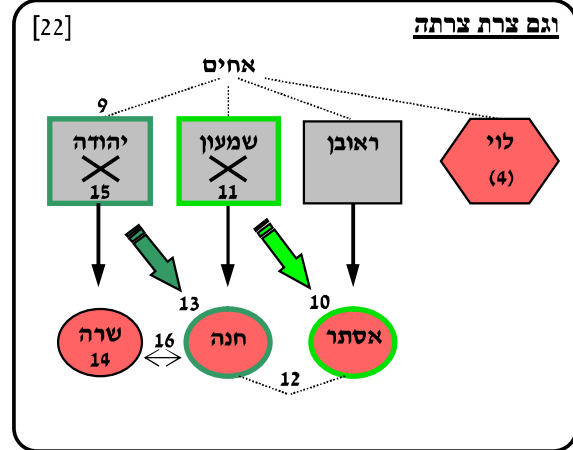 וגם צרת צרתה
[22]
אחים
9
לוי
ראובן
שמעון
יהודה
(4)
11
15
10
13
אסתר
חנה
שרה
16
14
12